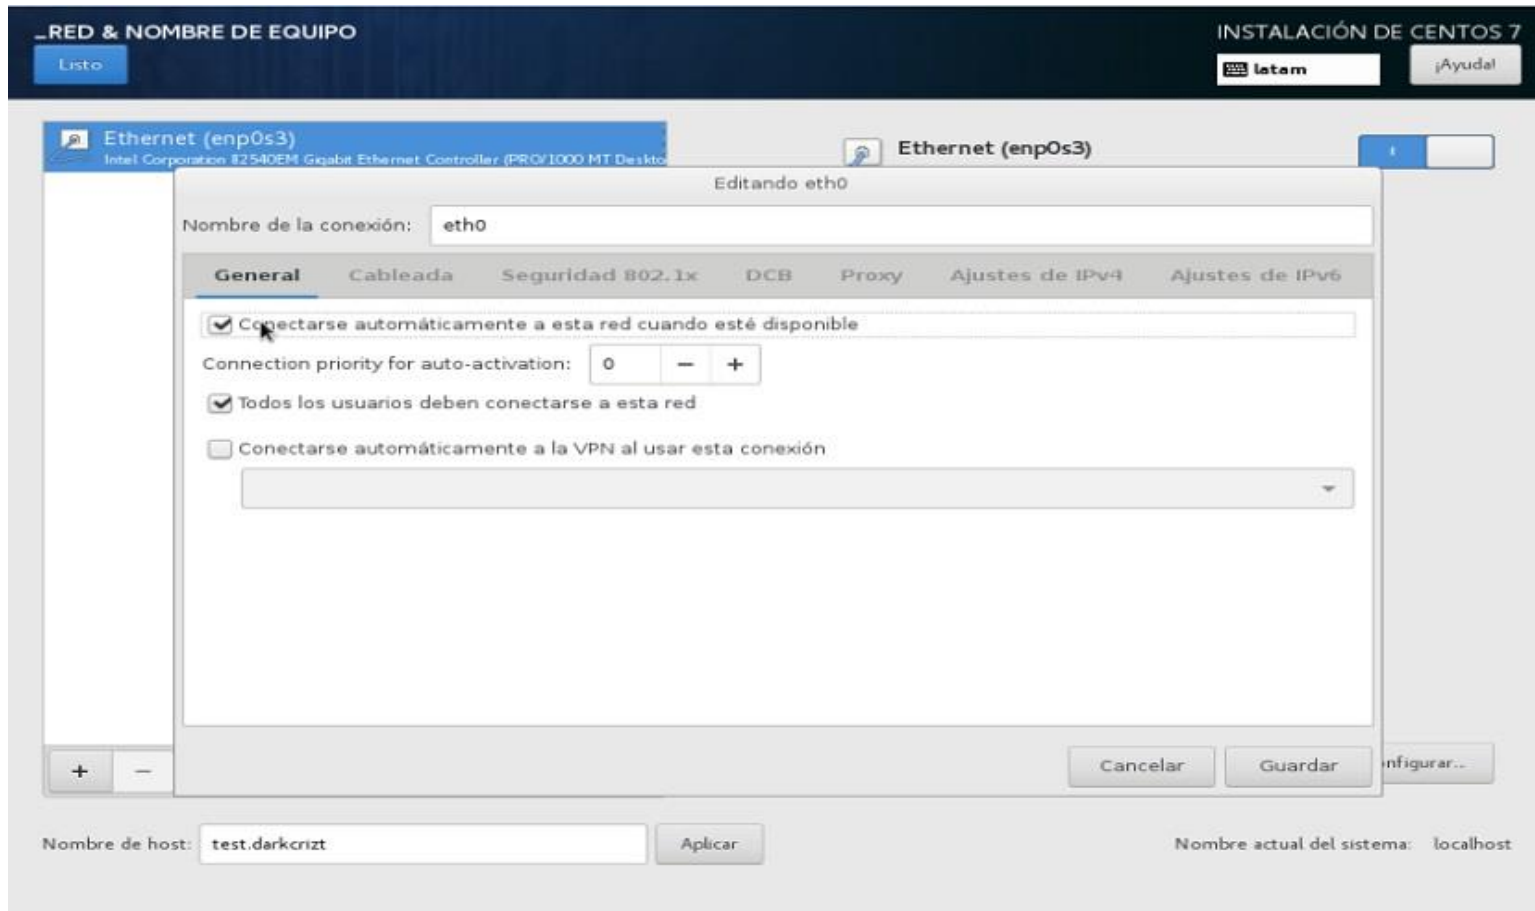 _RED & NOMBRE DE EQUIPO
INSTALACIÓN DE CENTOS 7
Listo
latam
¡Ayuda!
Ethernet (enp0s3)
Intel Corporation 82540EM Gigabit Ethernet Controller (PRO/1000 MT Deskto
Ethernet (enp0s3)
Editando eth0
Nombre de la conexión: eth0
General Cableada Seguridad 802.1x DCB Proxy Ajustes de IPv4 Ajustes de IPv6
Conectarse automáticamente a esta red cuando esté disponible
Connection priority for auto-activation: 0 − +
Todos los usuarios deben conectarse a esta red
Conectarse automáticamente a la VPN al usar esta conexión
+ −
Cancelar Guardar nfigurar...
Nombre de host: test.darkcrizt Aplicar Nombre actual del sistema: localhost